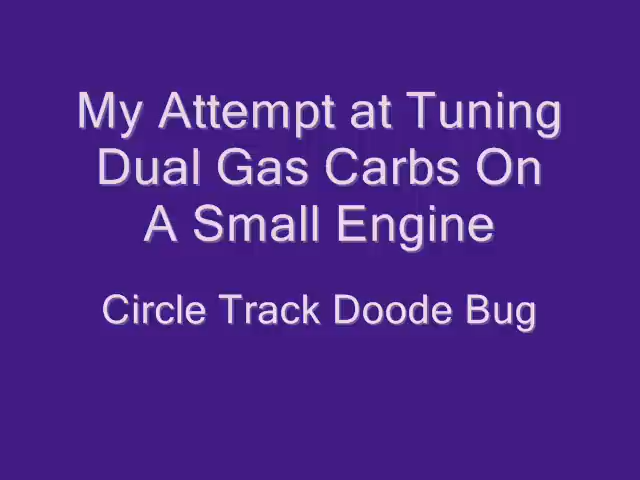 My Attempt at Tuning
Dual Gas Carbs On
A Small Engine
Circle Track Doode Bug